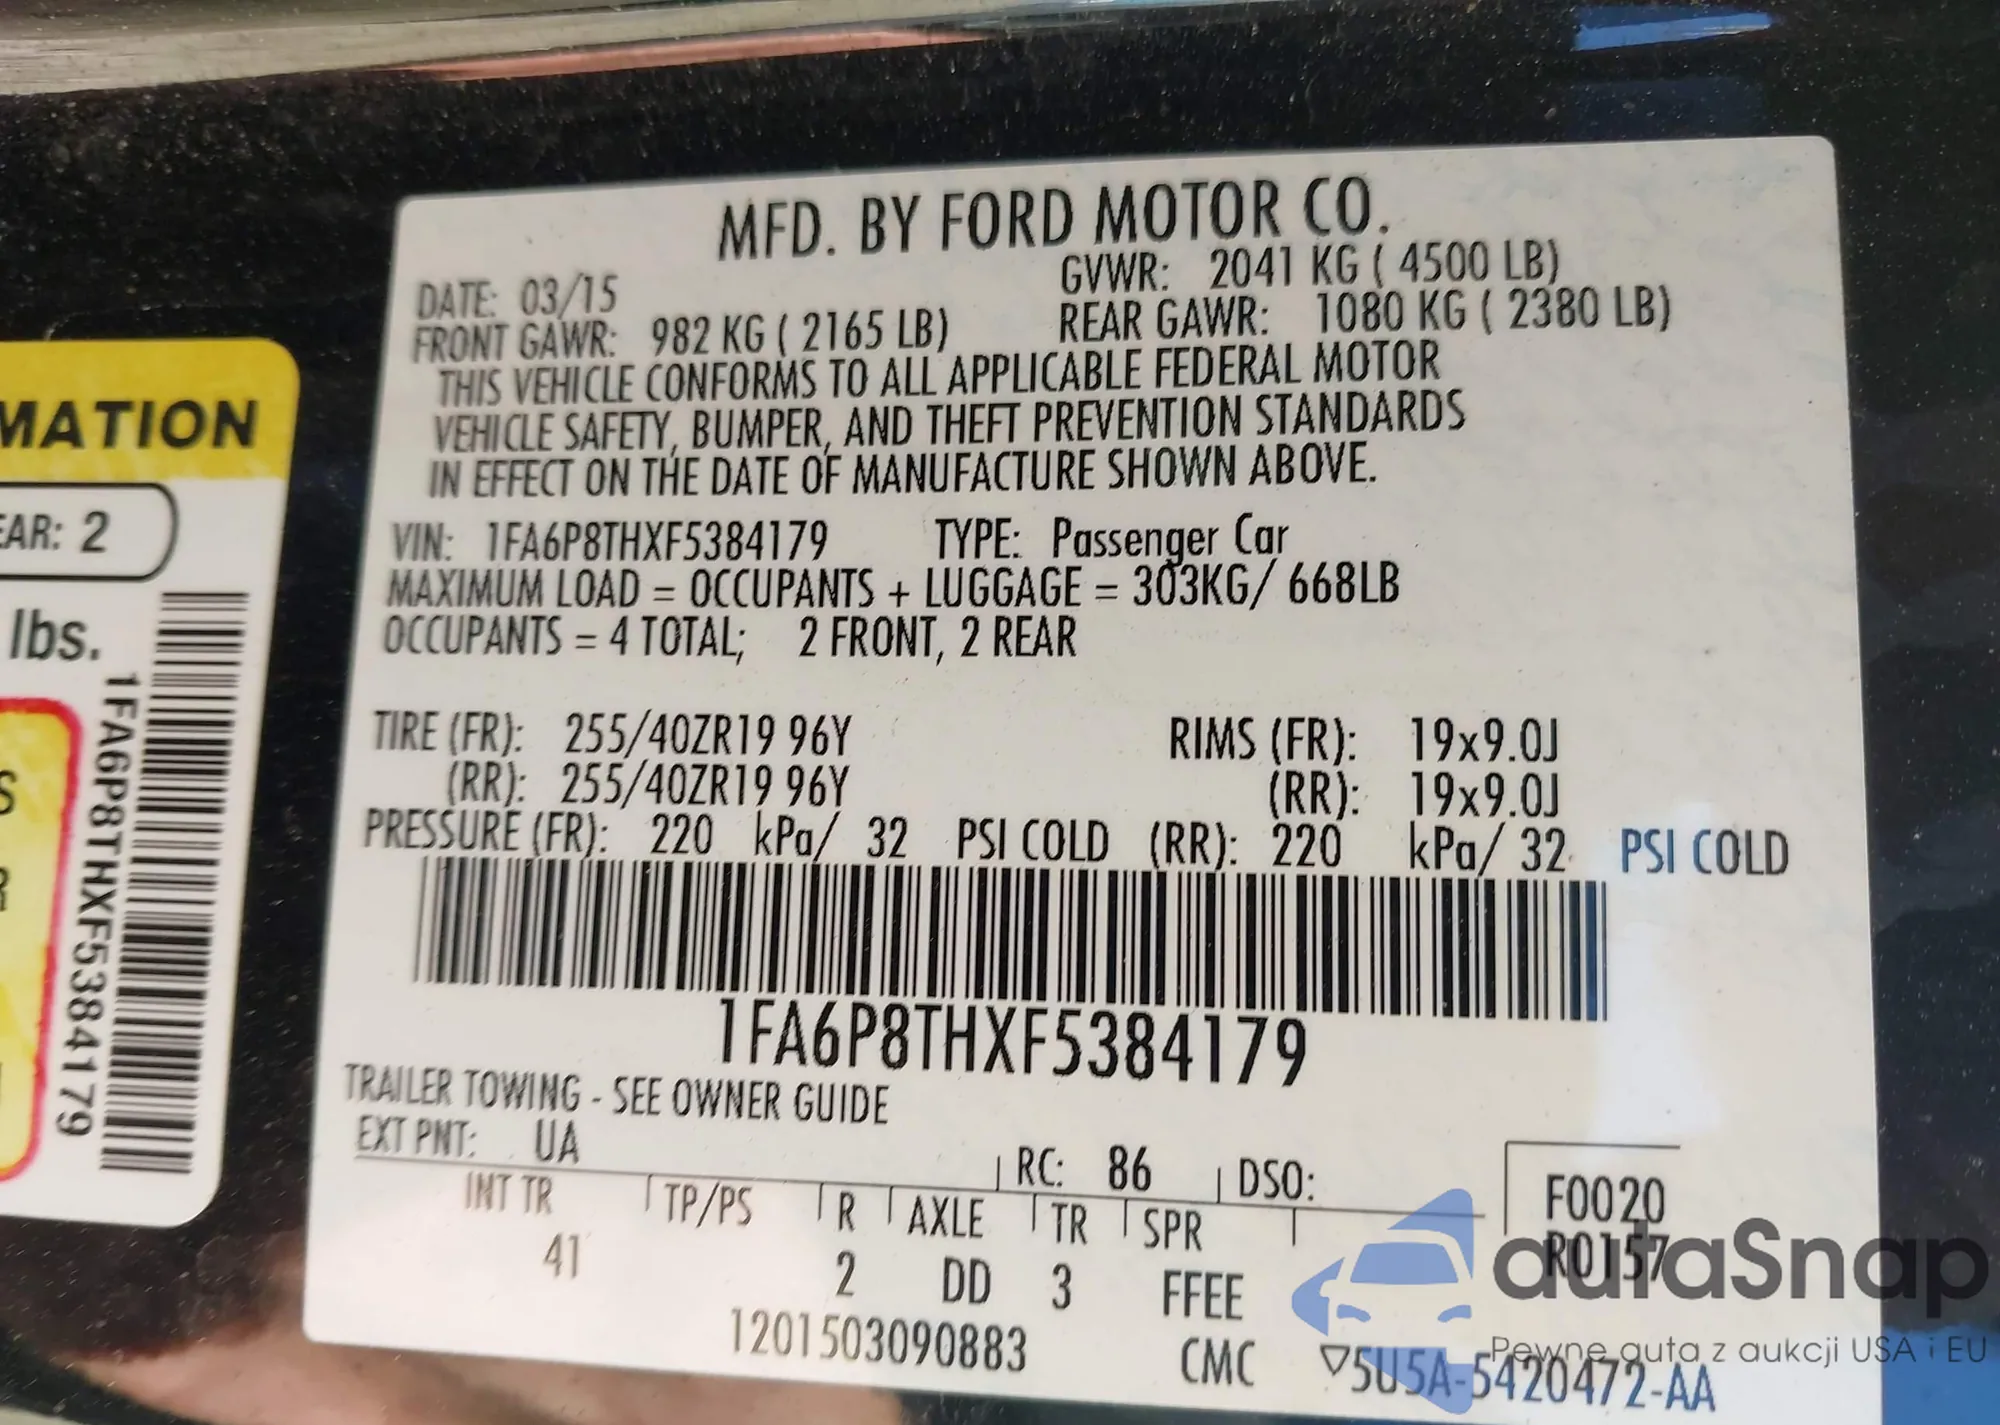 MFD. BY FORD MOTOR CO.
DATE: 03/15 GVWR: 2041 KG ( 4500 LB)
FRONT GAWR: 982 KG ( 2165 LB) REAR GAWR: 1080 KG ( 2380 LB)
THIS VEHICLE CONFORMS TO ALL APPLICABLE FEDERAL MOTOR
VEHICLE SAFETY, BUMPER, AND THEFT PREVENTION STANDARDS
IN EFFECT ON THE DATE OF MANUFACTURE SHOWN ABOVE.
VIN: 1FA6P8THXF5384179 TYPE: Passenger Car
MAXIMUM LOAD = OCCUPANTS + LUGGAGE = 303KG/ 668LB
OCCUPANTS = 4 TOTAL; 2 FRONT, 2 REAR
TIRE (FR): 255/40ZR19 96Y RIMS (FR): 19x9.0J
(RR): 255/40ZR19 96Y (RR): 19x9.0J
PRESSURE (FR): 220 kPa/ 32 PSI COLD (RR): 220 kPa/ 32 PSI COLD
1FA6P8THXF5384179
TRAILER TOWING - SEE OWNER GUIDE
EXT PNT: UA RC: 86 DSO:
INT TR TP/PS R AXLE TR SPR F0020
41 2 DD 3 FFEE R0157
1201503090883 CMC ▽5U5A-5420472-AA
MATION
EAR: 2
lbs.
1FA6P8THXF5384179
S
R
autaSnap
Pewne auta z aukcji USA i EU